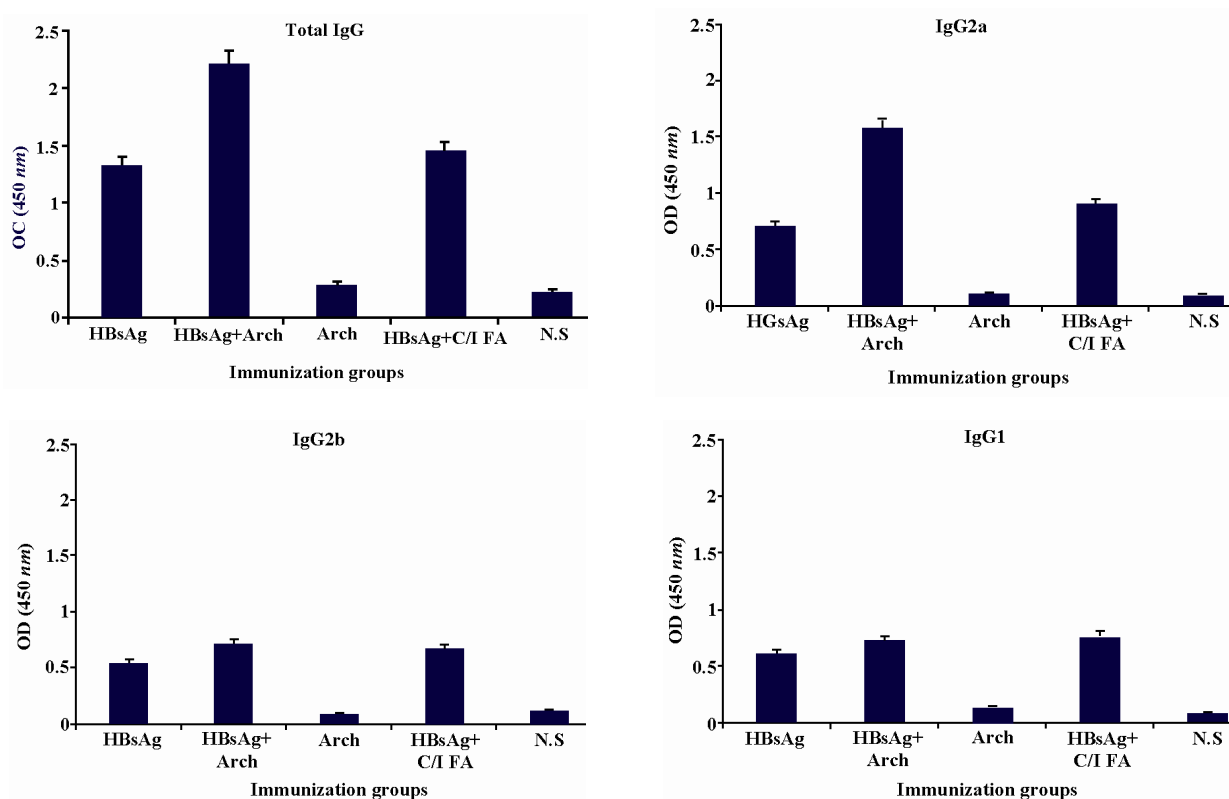 Total IgG
OC (450 nm)
2.5
2
1.5
1
0.5
0
HBsAg HBsAg+Arch Arch HBsAg+C/I FA N.S
Immunization groups
IgG2a
OD (450 nm)
2.5
2
1.5
1
0.5
0
HGsAg HBsAg+ Arch HBsAg+ N.S
Arch C/I FA
Immunization groups
IgG2b
OD (450 nm)
2.5
2
1.5
1
0.5
0
HBsAg HBsAg+ Arch HBsAg+ N.S
Arch C/I FA
Immunization groups
IgG1
OD (450 nm)
2.5
2
1.5
1
0.5
0
HBsAg HBsAg+ Arch HBsAg+ N.S
Arch C/I FA
Immunization groups